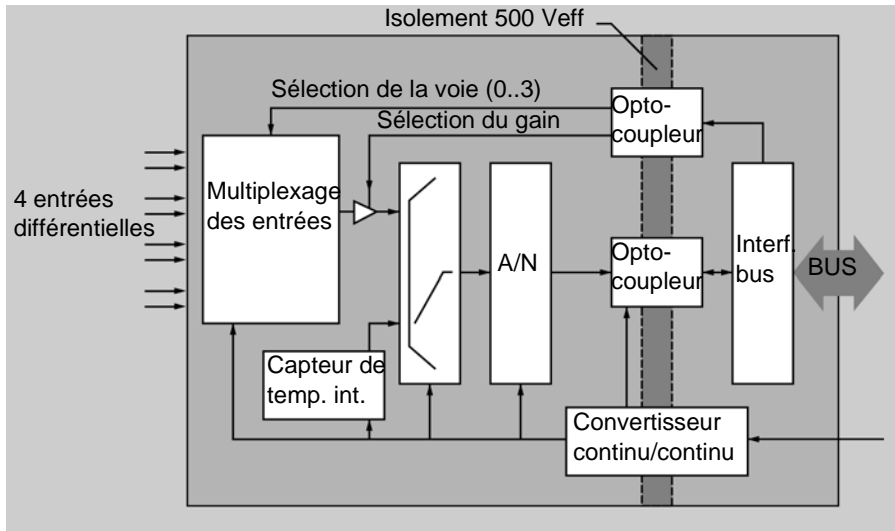 Isolement 500 Veff
Sélection de la voie (0..3)
Opto-
coupleur
Sélection du gain
4 entrées
différentielles
Multiplexage
des entrées
A/N
Opto-
coupleur
Interf.
bus
BUS
Capteur de
temp. int.
Convertisseur
continu/continu